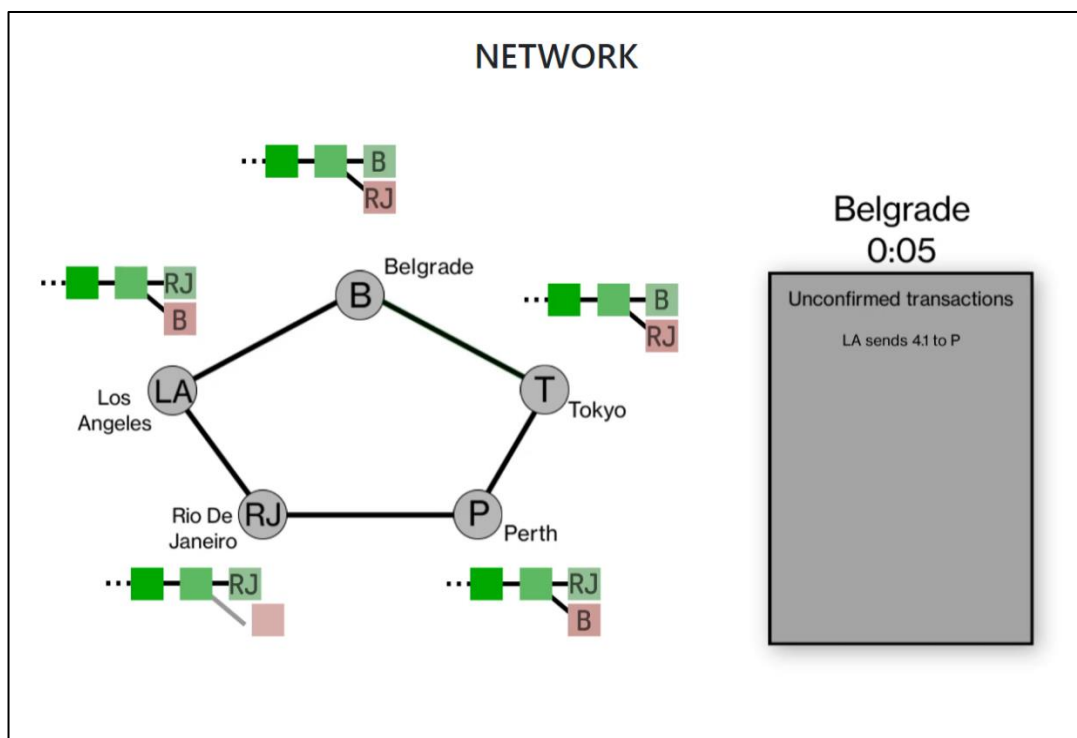 NETWORK
B
RJ
Belgrade
0:05
Unconfirmed transactions
LA sends 4.1 to P
Belgrade
B
RJ
B
B
RJ
LA
Los
Angeles
T
Tokyo
Rio De
Janeiro
RJ
P
Perth
RJ
RJ
B